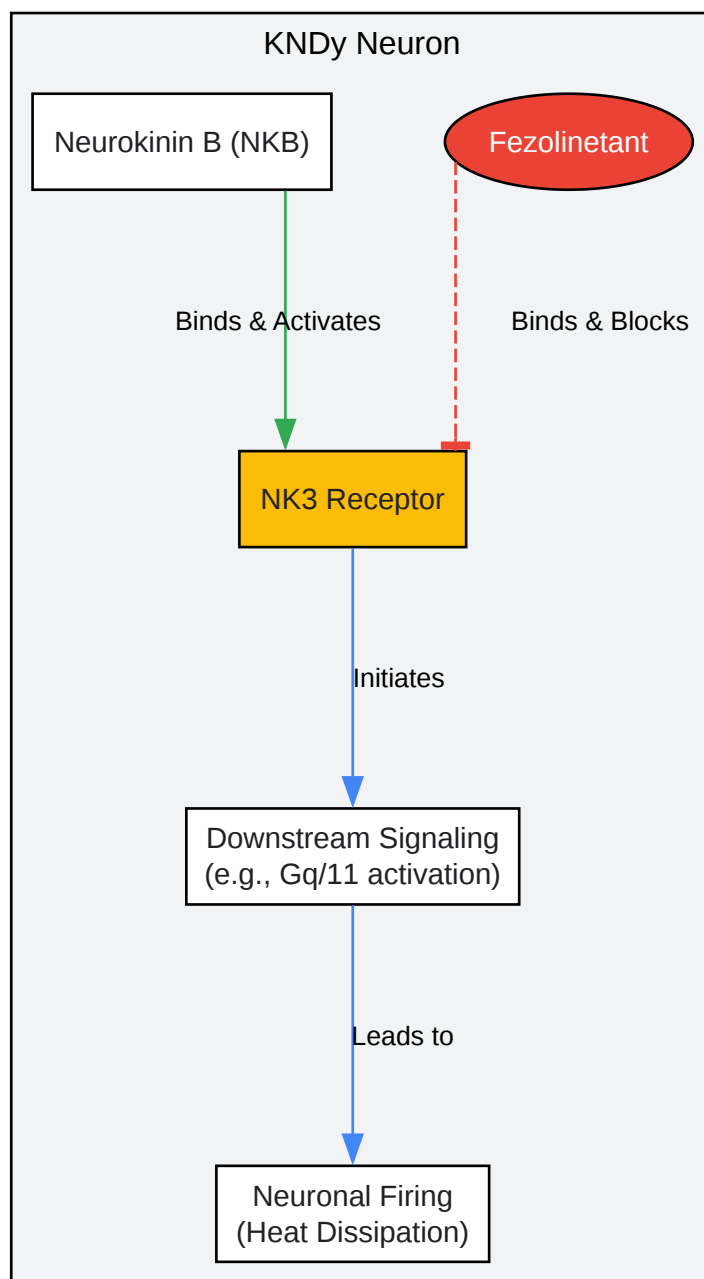 KNDy Neuron
Neurokinin B (NKB)
Fezolinetant
Binds & Activates
Binds & Blocks
NK3 Receptor
Initiates
Downstream Signaling
(e.g., Gq/11 activation)
Leads to
Neuronal Firing
(Heat Dissipation)